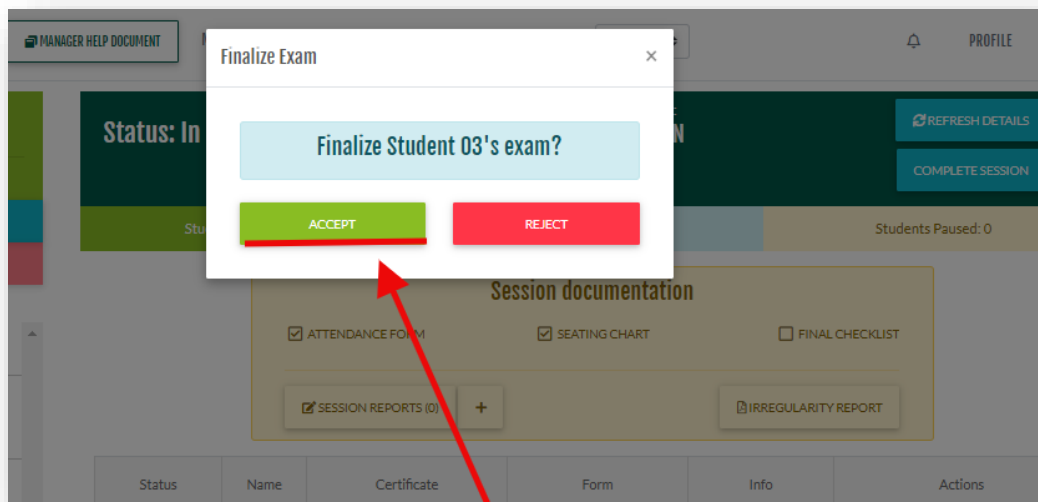 MANAGER HELP DOCUMENT
PROFILE
Finalize Exam
×
Status: In
REFRESH DETAILS
Finalize Student 03's exam?
COMPLETE SESSION
ACCEPT
REJECT
Stu
Students Paused: 0
Session documentation
ATTENDANCE FORM
SEATING CHART
FINAL CHECKLIST
SESSION REPORTS (0)
+
IRREGULARITY REPORT
Status Name Certificate Form Info Actions